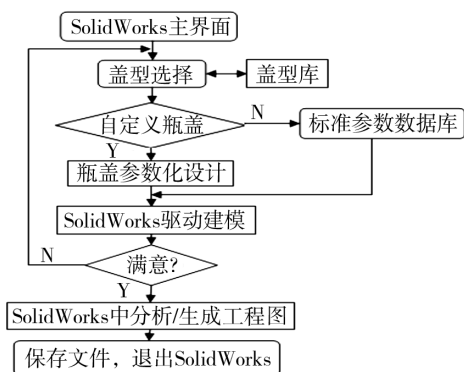 SolidWorks主界面
盖型选择
盖型库
自定义瓶盖
N
标准参数数据库
Y
瓶盖参数化设计
SolidWorks驱动建模
N
满意?
Y
SolidWorks中分析/生成工程图
保存文件，退出SolidWorks